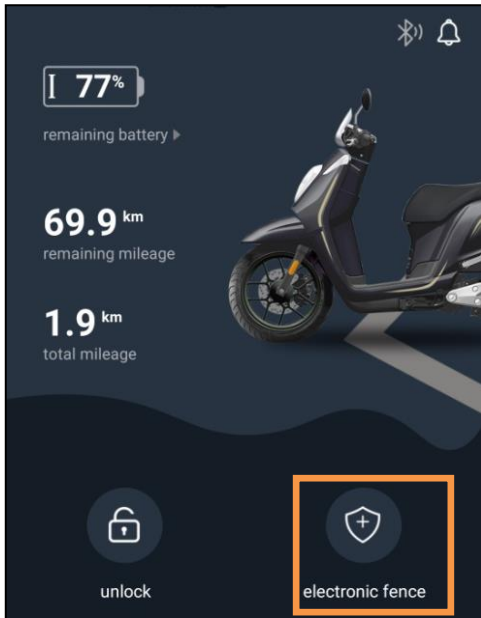 I 77%
remaining battery
69.9 km
remaining mileage
1.9 km
total mileage
unlock
electronic fence